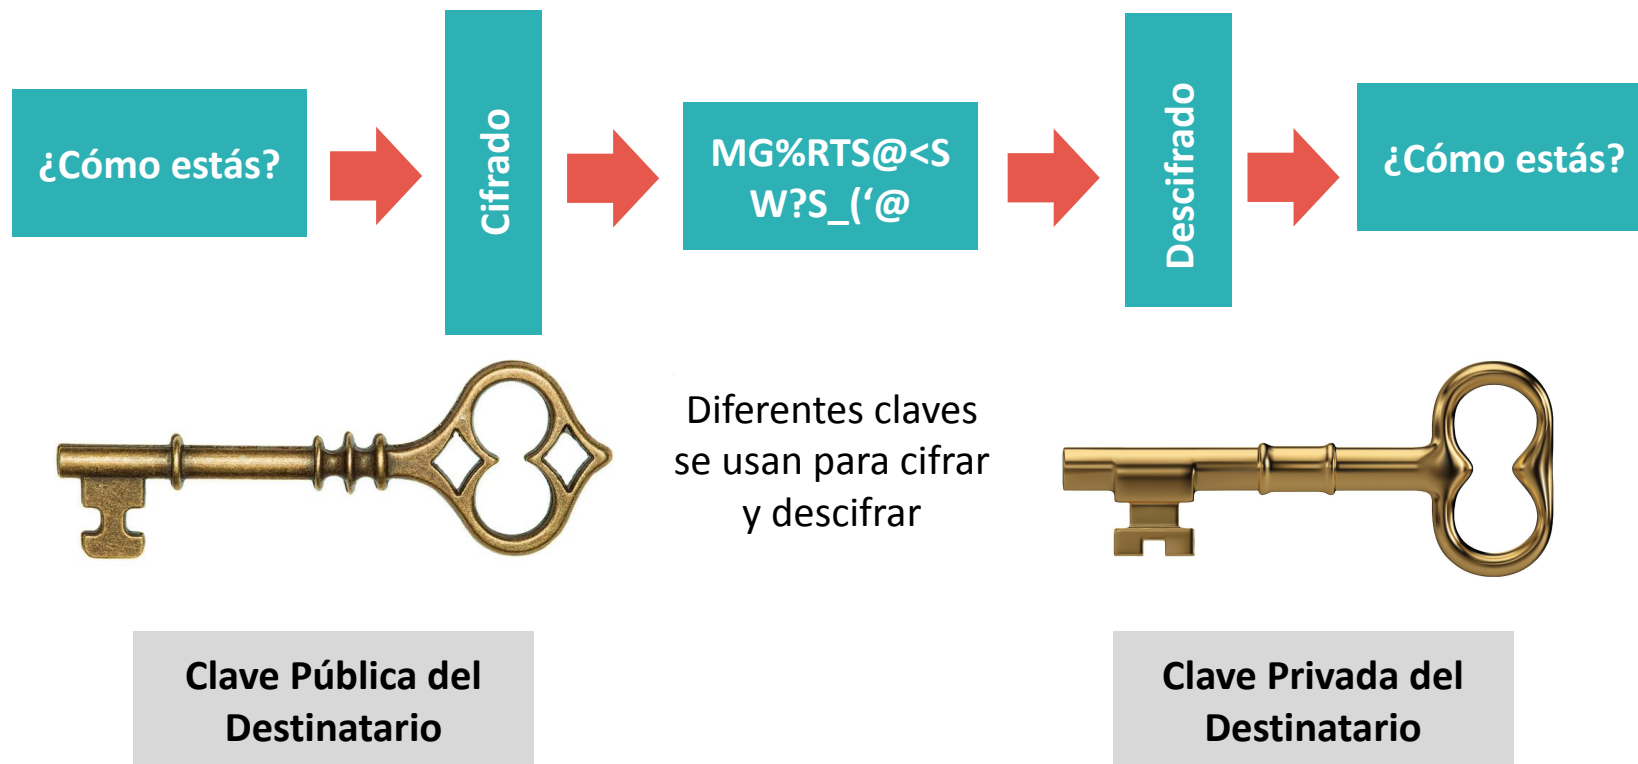 ¿Cómo estás?
Cifrado
MG%RTS@<S
W?S_(‘@
Descifrado
¿Cómo estás?
Diferentes claves
se usan para cifrar
y descifrar
Clave Pública del
Destinatario
Clave Privada del
Destinatario